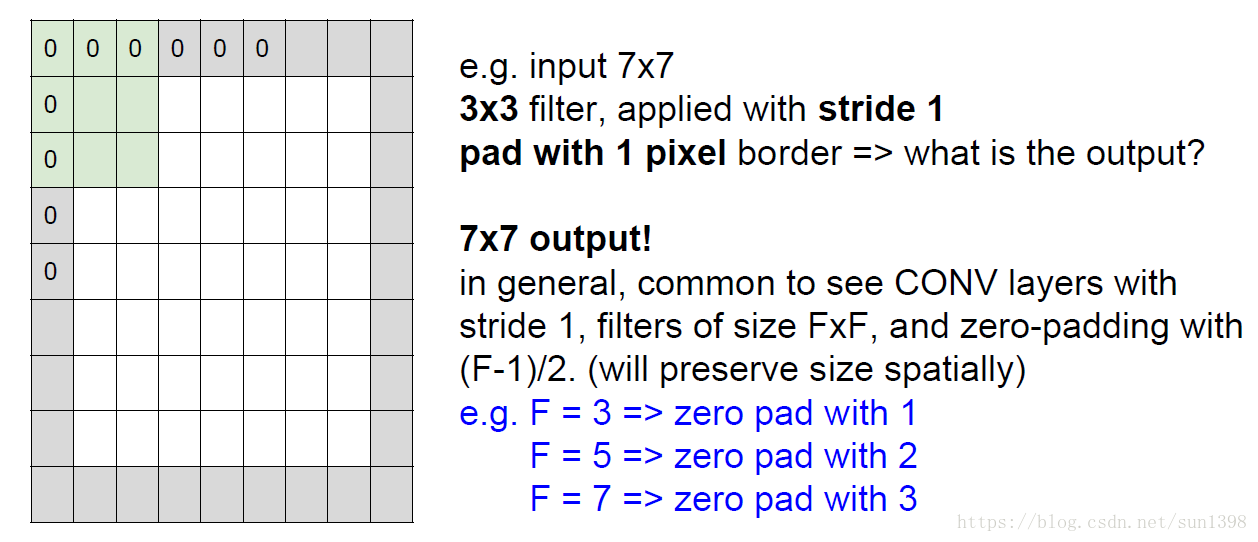 0 0 0 0 0 0
0
0
0
0
e.g. input 7x7
3x3 filter, applied with stride 1
pad with 1 pixel border => what is the output?
7x7 output!
in general, common to see CONV layers with
stride 1, filters of size FxF, and zero-padding with
(F-1)/2. (will preserve size spatially)
e.g. F = 3 => zero pad with 1
F = 5 => zero pad with 2
F = 7 => zero pad with 3
https://blog.csdn.net/sun1398